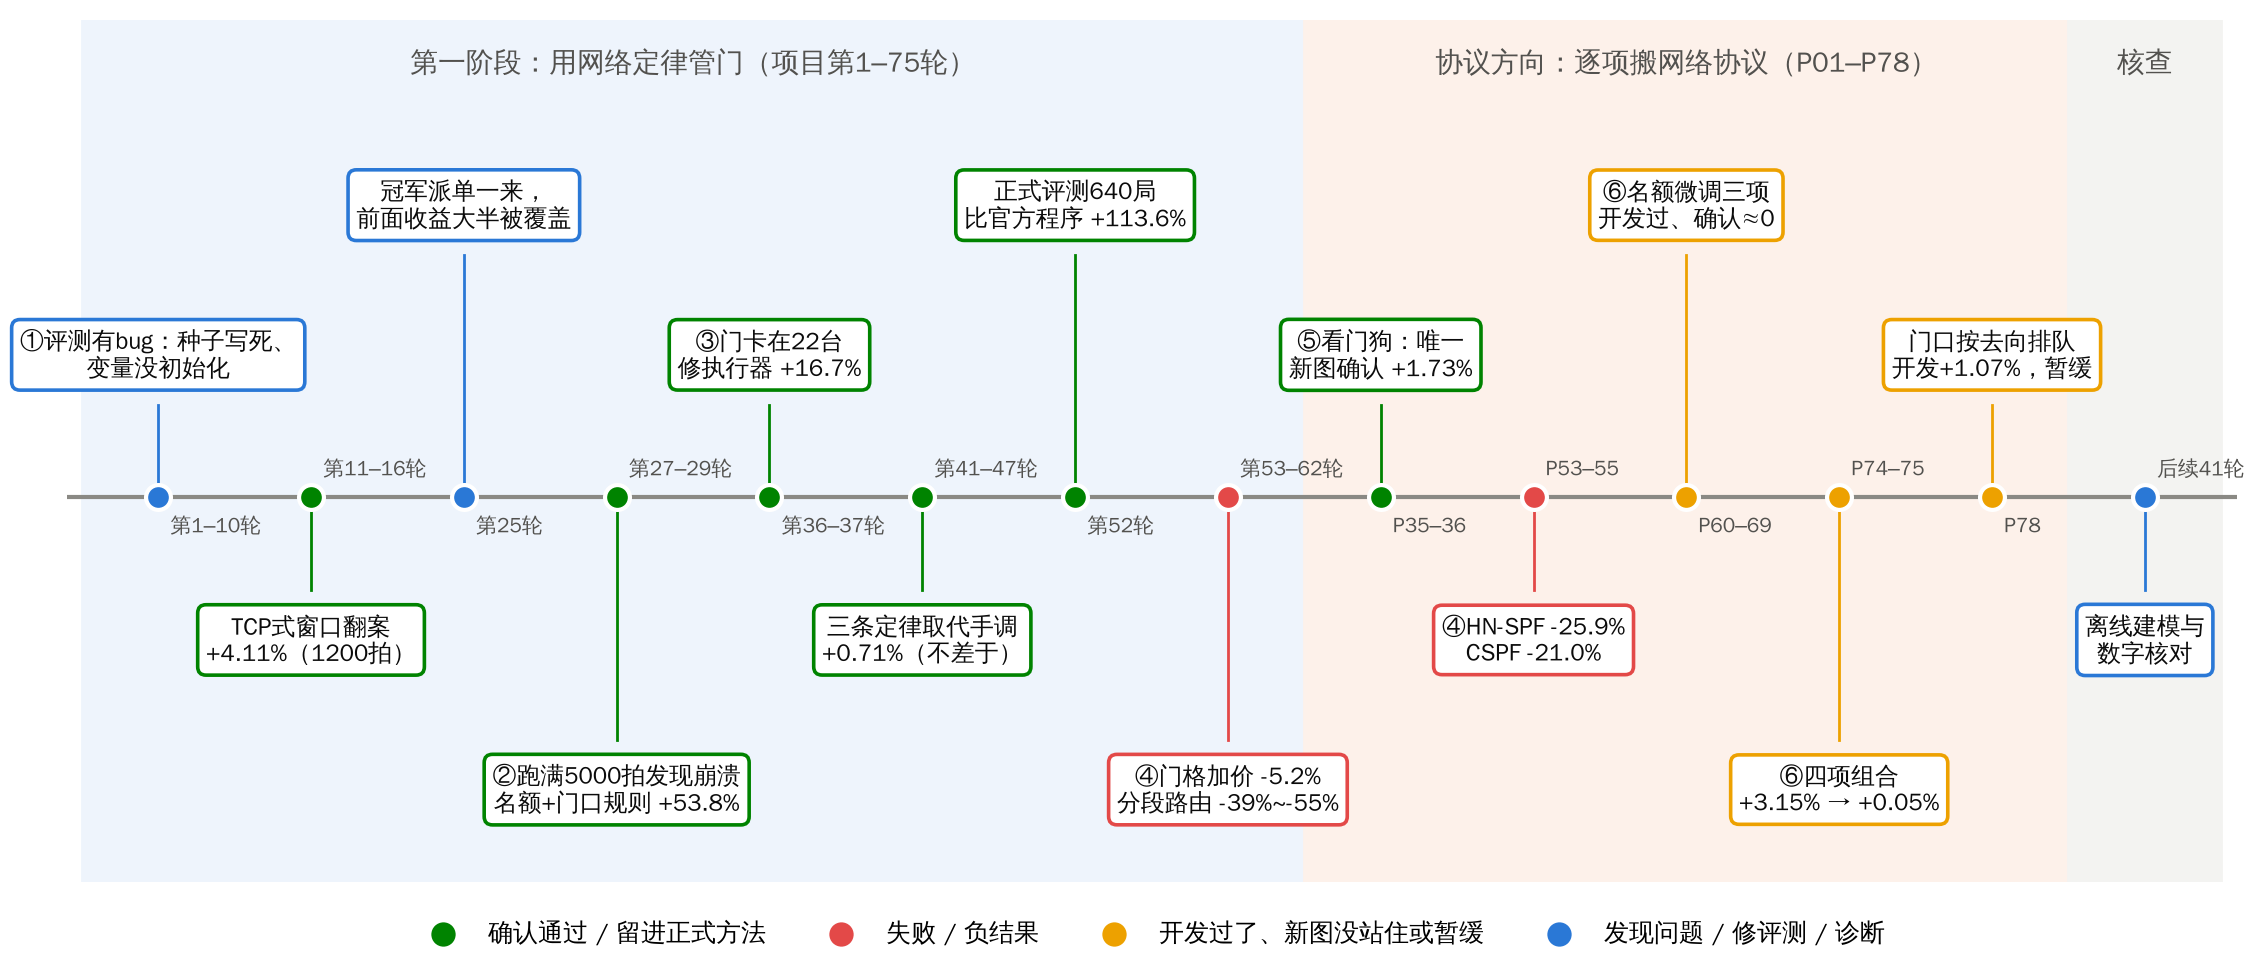 第一阶段：用网络定律管门（项目第1–75轮）
协议方向：逐项搬网络协议（P01–P78）
核查
冠军派单一来，
前面收益大半被覆盖
正式评测640局
比官方程序 +113.6%
⑥名额微调三项
开发过、确认≈0
①评测有bug：种子写死、
变量没初始化
③门卡在22台
修执行器 +16.7%
⑤看门狗：唯一
新图确认 +1.73%
门口按去向排队
开发+1.07%，暂缓
第11–16轮
第27–29轮
第41–47轮
第53–62轮
P53–55
P74–75
后续41轮
第1–10轮
第25轮
第36–37轮
第52轮
P35–36
P60–69
P78
TCP式窗口翻案
+4.11%（1200拍）
三条定律取代手调
+0.71%（不差于）
④HN-SPF -25.9%
CSPF -21.0%
离线建模与
数字核对
②跑满5000拍发现崩溃
名额+门口规则 +53.8%
④门格加价 -5.2%
分段路由 -39%~-55%
⑥四项组合
+3.15% → +0.05%
确认通过 / 留进正式方法
失败 / 负结果
开发过了、新图没站住或暂缓
发现问题 / 修评测 / 诊断